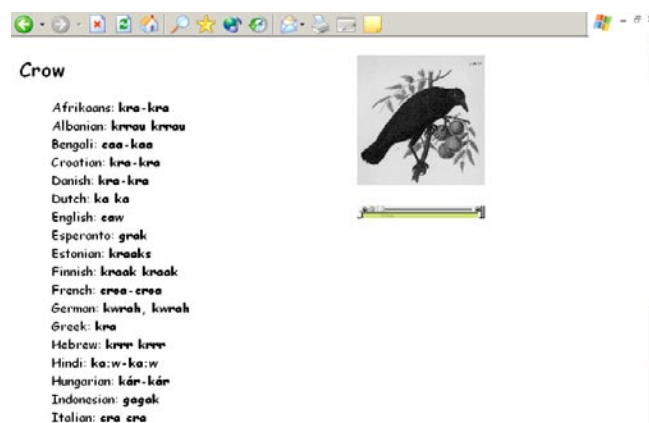 Crow
Afrikaans: kra-kra
Albanian: krrau krrau
Bengali: caa-kaa
Croatian: kra-kra
Danish: kra-kra
Dutch: ka ka
English: caw
Esperanto: grak
Estonian: kraaks
Finnish: kraak kraak
French: croa-croa
German: kwrah, kwrah
Greek: kra
Hebrew: krrr krrr
Hindi: ka:w-ka:w
Hungarian: kár-kár
Indonesian: gagak
Italian: cra cra